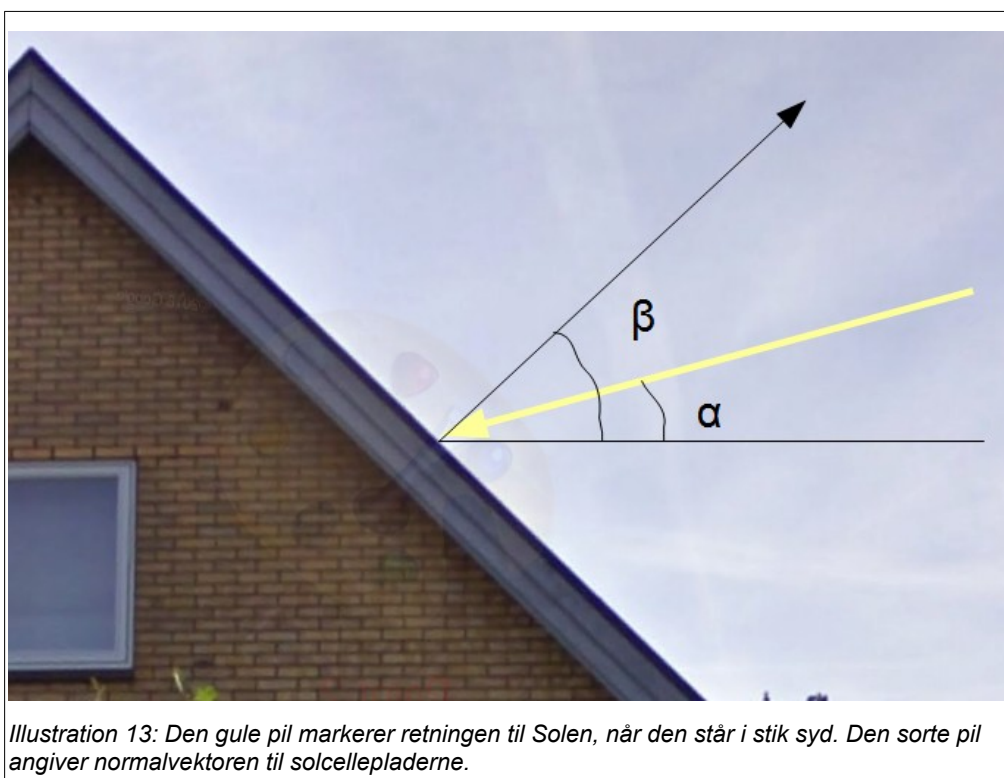 β
α
Illustration 13: Den gule pil markerer retningen til Solen, når den står i stik syd. Den sorte pil
angiver normalvektoren til solcellepladerne.